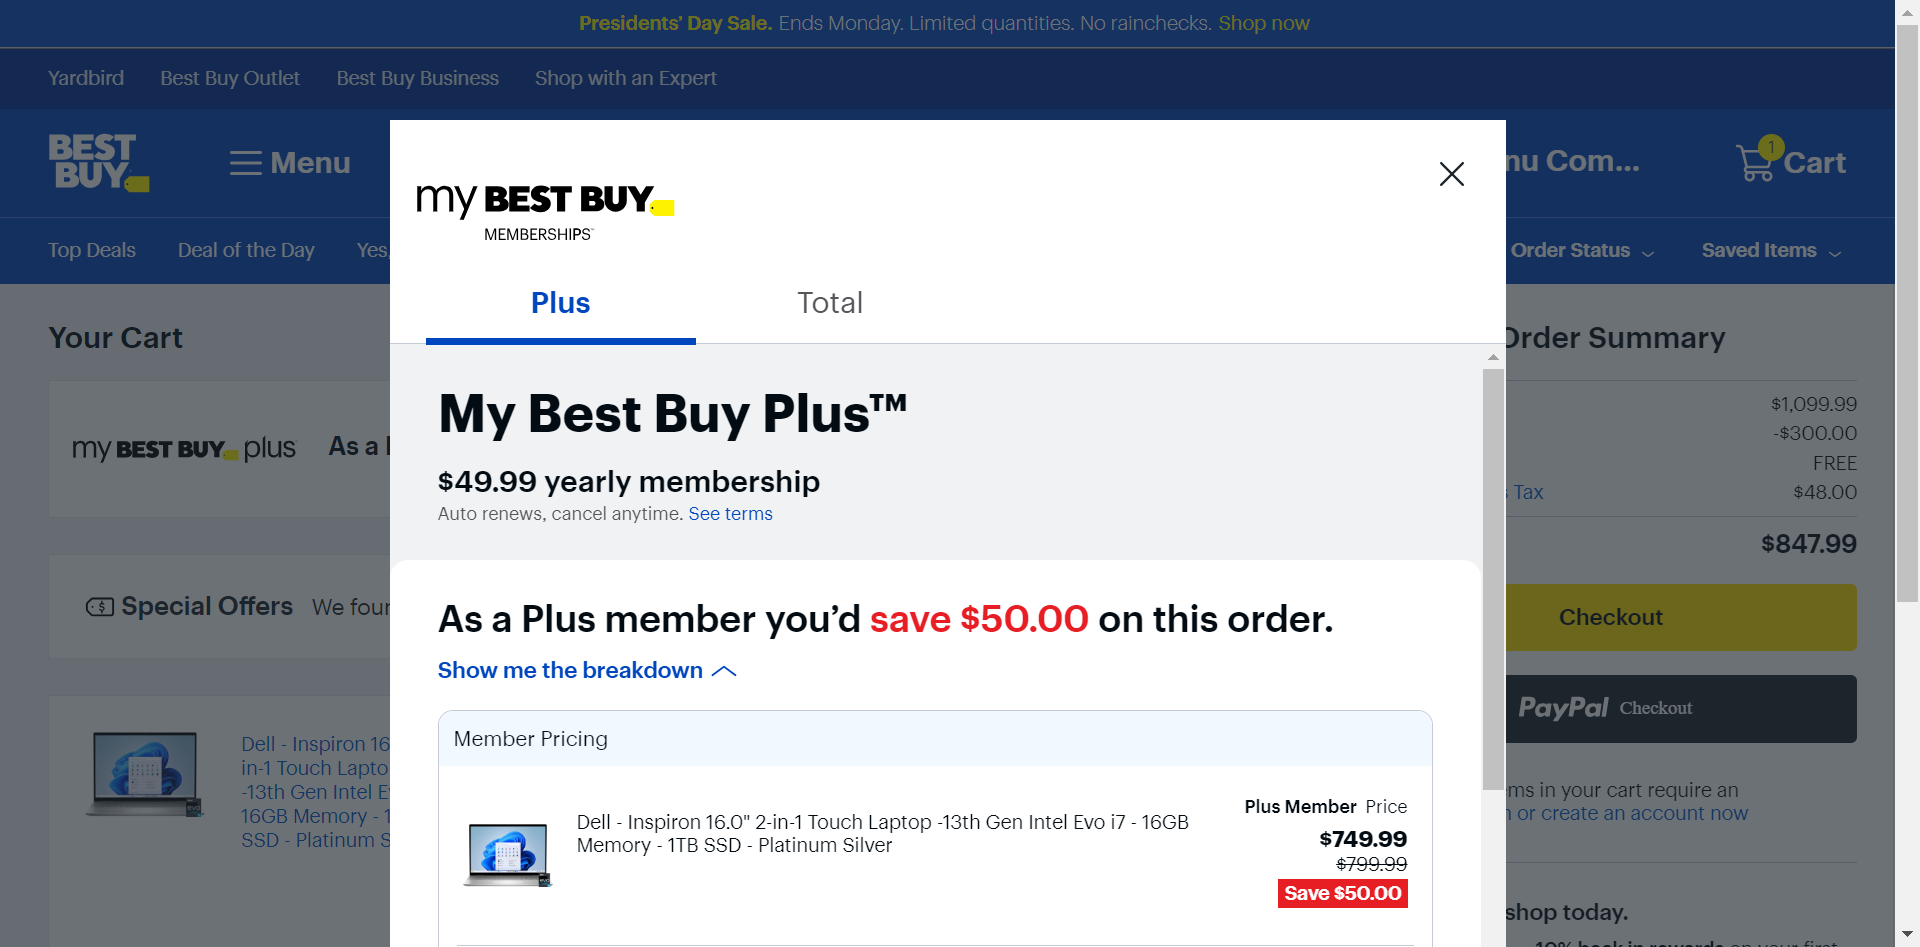 Presidents' Day Sale. Ends Monday. Limited quantities. No rainchecks. Shop now
Yardbird Best Buy Outlet Best Buy Business Shop with an Expert
BEST BUY Menu nu Com... 1 Cart
Top Deals Deal of the Day Yes, Order Status Saved Items
my BEST BUY
MEMBERSHIPS
Plus Total
My Best Buy Plus™
$49.99 yearly membership
Auto renews, cancel anytime. See terms
As a Plus member you'd save $50.00 on this order.
Show me the breakdown
Member Pricing
Dell - Inspiron 16.0" 2-in-1 Touch Laptop -13th Gen Intel Evo i7 - 16GB
Memory - 1TB SSD - Platinum Silver
Plus Member Price
$749.99
$799.99
Save $50.00
Your Cart
my BEST BUY plus As a
Special Offers We four
Dell - Inspiron 16
in-1 Touch Lapto
-13th Gen Intel E
16GB Memory - 1
SSD - Platinum S
Order Summary
$1,099.99
-$300.00
FREE
s Tax $48.00
$847.99
Checkout
PayPal Checkout
ms in your cart require an
n or create an account now
shop today.
10% back in rewards on your first